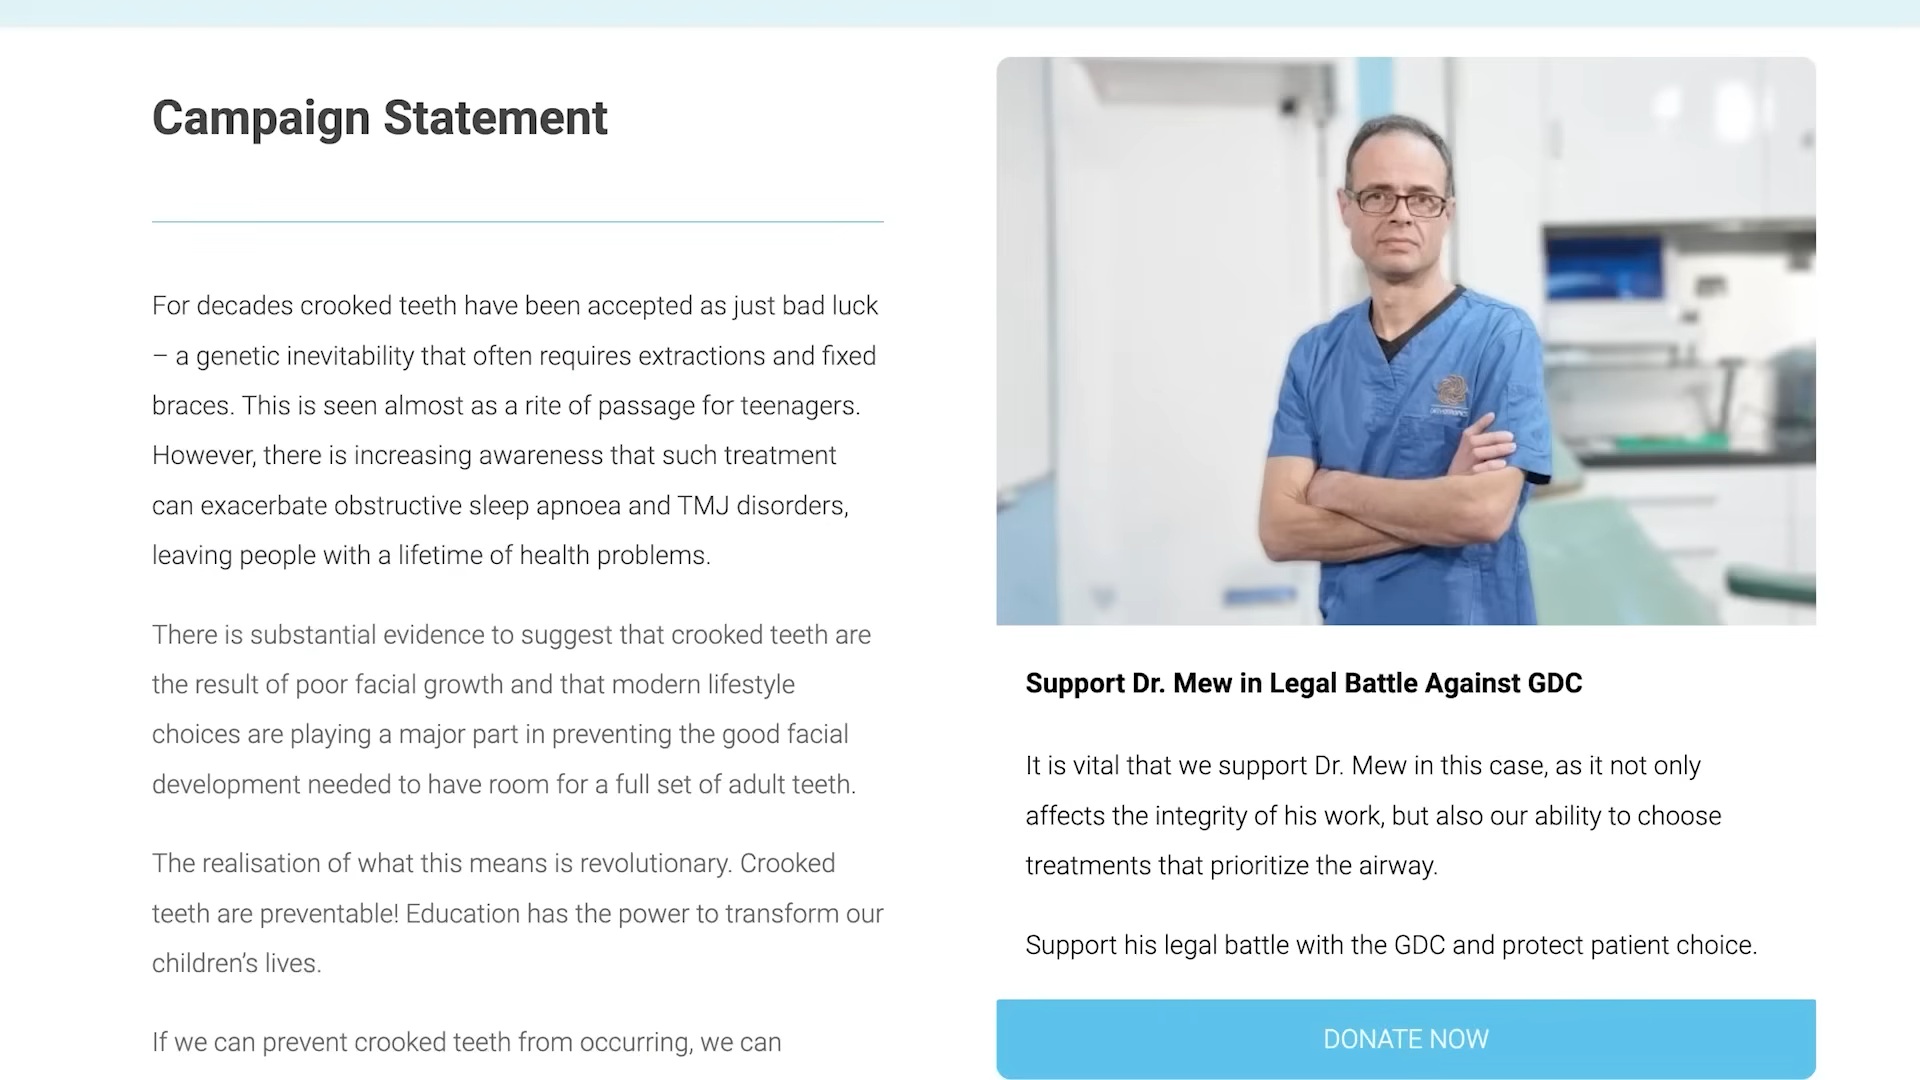 Campaign Statement
For decades crooked teeth have been accepted as just bad luck
– a genetic inevitability that often requires extractions and fixed
braces. This is seen almost as a rite of passage for teenagers.
However, there is increasing awareness that such treatment
can exacerbate obstructive sleep apnoea and TMJ disorders,
leaving people with a lifetime of health problems.
There is substantial evidence to suggest that crooked teeth are
the result of poor facial growth and that modern lifestyle
choices are playing a major part in preventing the good facial
development needed to have room for a full set of adult teeth.
The realisation of what this means is revolutionary. Crooked
teeth are preventable! Education has the power to transform our
children’s lives.
If we can prevent crooked teeth from occurring, we can
Support Dr. Mew in Legal Battle Against GDC
It is vital that we support Dr. Mew in this case, as it not only
affects the integrity of his work, but also our ability to choose
treatments that prioritize the airway.
Support his legal battle with the GDC and protect patient choice.
DONATE NOW